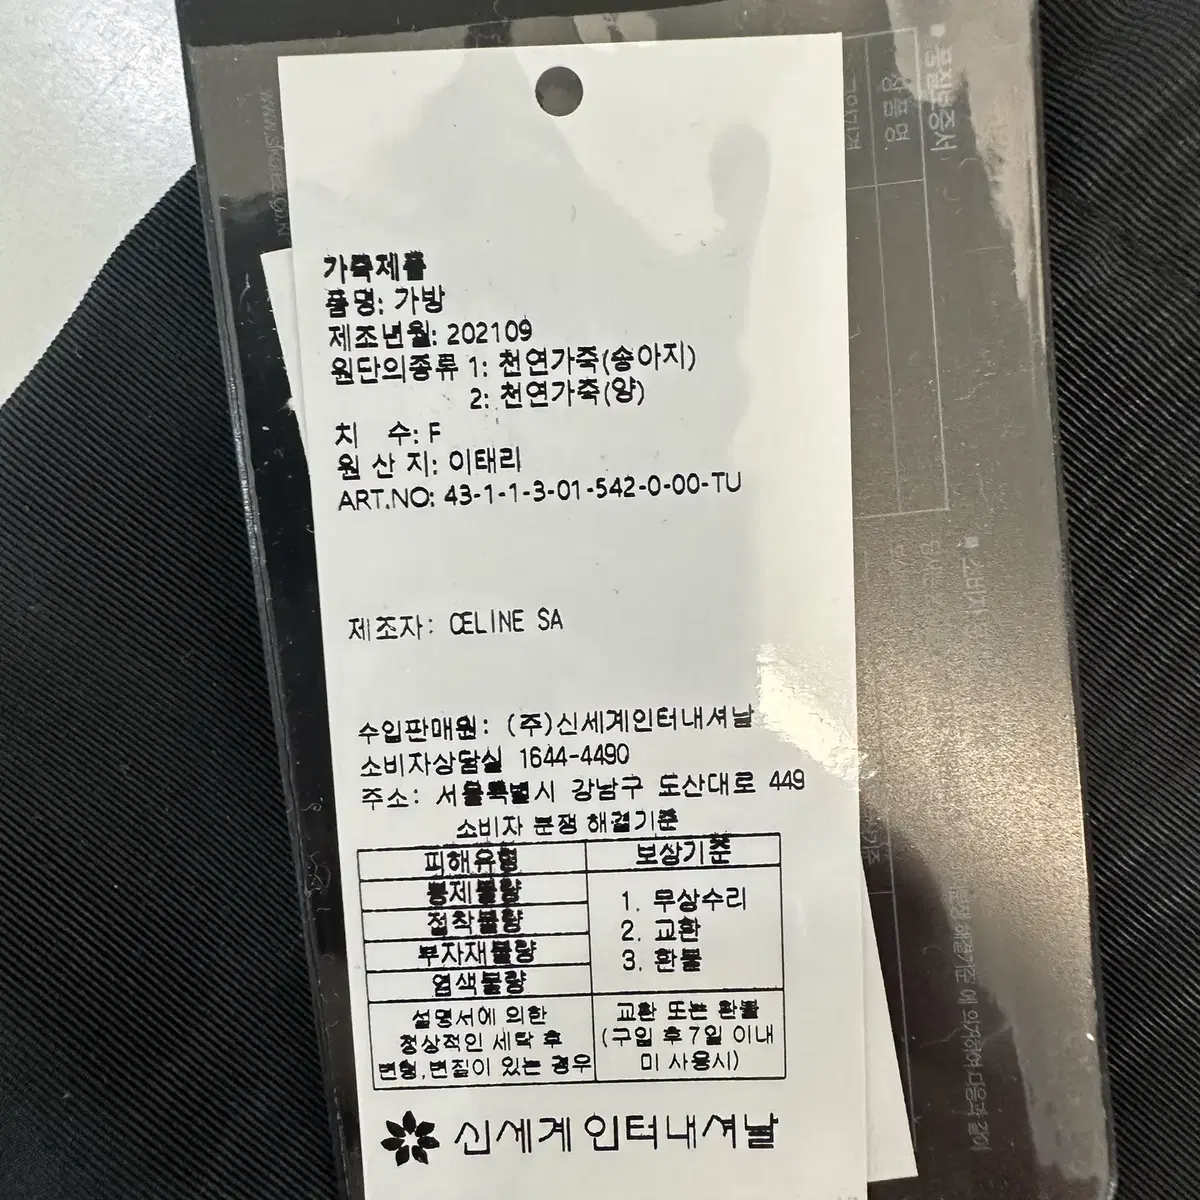 가죽제품
품명: 가방
제조년월: 202109
원단의종류 1: 천연가죽(송아지)
2: 천연가죽(양)
치 수: F
원 산 지: 이태리
ART.NO: 43-1-1-3-01-542-0-00-TU
제조자: CELINE SA
수입판매원: (주)신세계인터내셔날
소비자상담실 1644-4490
주소: 서울특별시 강남구 도산대로 449
소비자 분쟁 해결기준
피해유형 보상기준
봉제불량
접착불량
부자재불량
염색불량
1. 무상수리
2. 교환
3. 환불
설명서에 의한
정상적인 세탁 후
변형,변질이 있는 경우
교환 또는 환불
(구입 후 7일 이내
미 사용시)
신세계인터내셔날
품질보증서
상품명